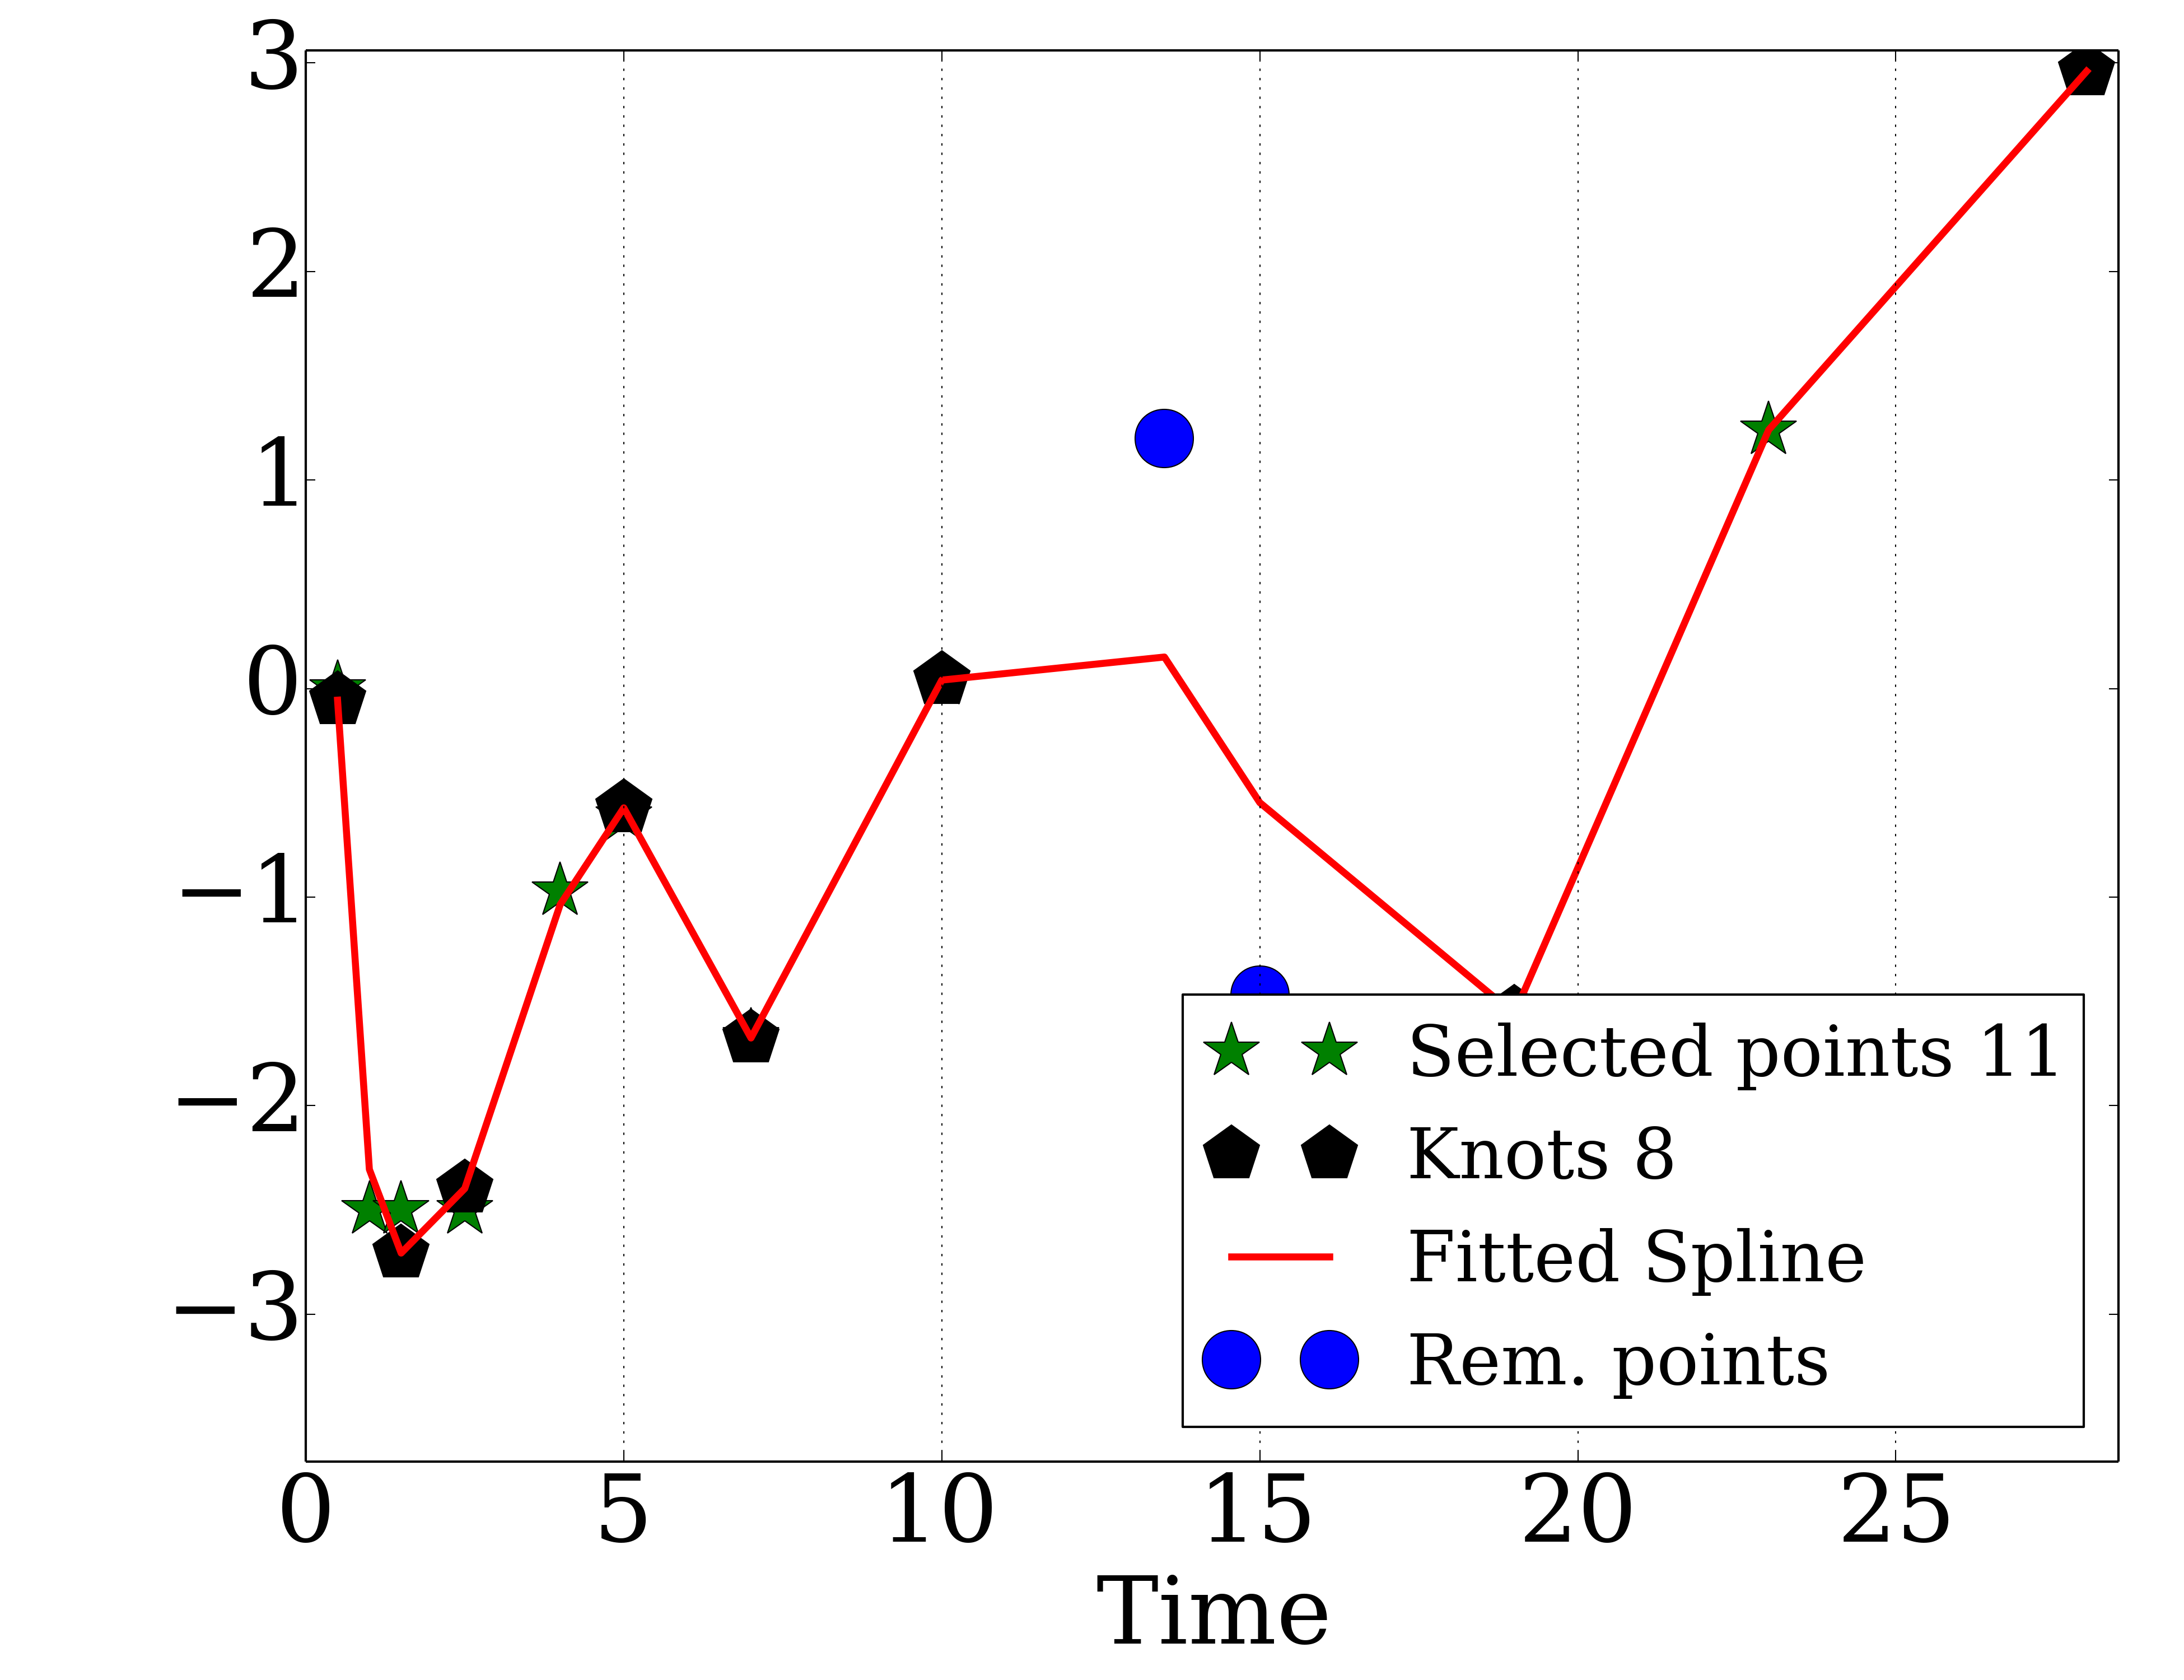 3
2
1
0
−1
−2
−3
Selected points 11
Knots 8
Fitted Spline
Rem. points
0 5 10 15 20 25
Time